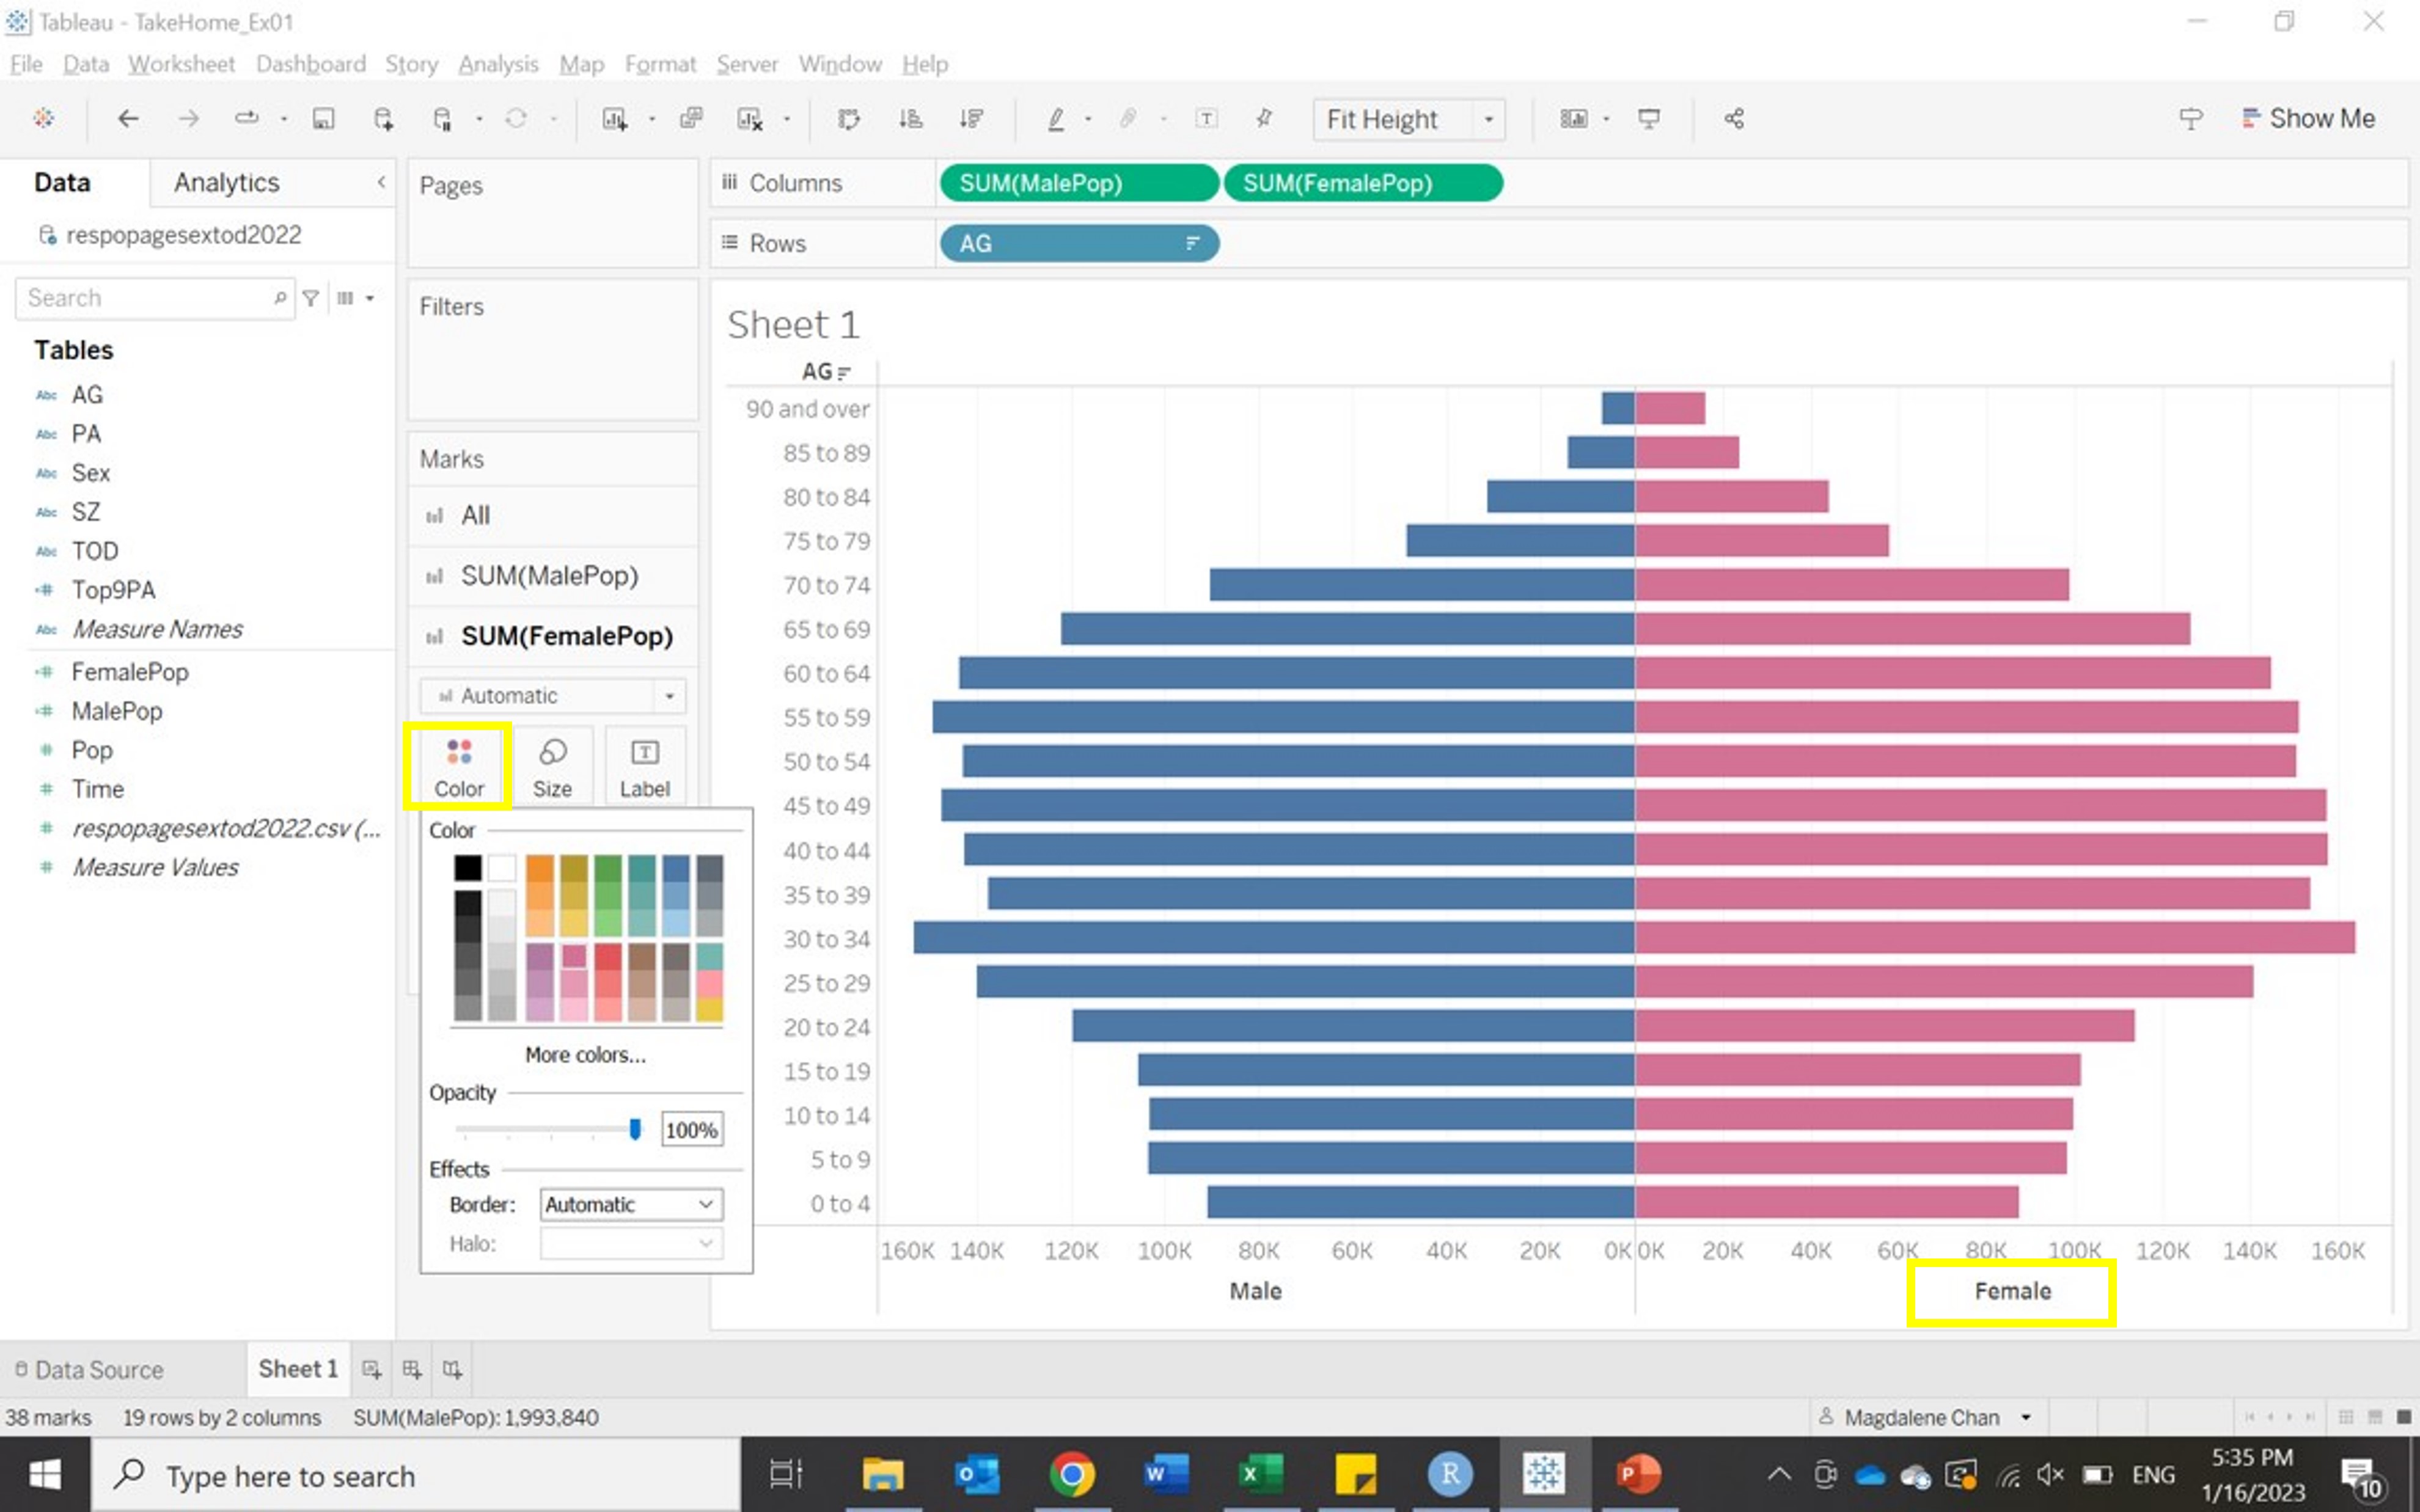 Tableau - TakeHome_Ex01
File Data Worksheet Dashboard Story Analysis Map Format Server Window Help
Fit Height
Show Me
Data Analytics
respopagesextod2022
Search
Tables
Abc AG
Abc PA
Abc Sex
Abc SZ
Abc TOD
Top9PA
Abc Measure Names
FemalePop
MalePop
# Pop
# Time
# respopagesextod2022.csv (...
# Measure Values
Pages
Filters
Marks
All
SUM(MalePop)
SUM(FemalePop)
Automatic
Color Size Label
Color
More colors...
Opacity
100%
Effects
Border: Automatic
Halo:
Columns SUM(MalePop) SUM(FemalePop)
Rows AG
Sheet 1
AG
90 and over
85 to 89
80 to 84
75 to 79
70 to 74
65 to 69
60 to 64
55 to 59
50 to 54
45 to 49
40 to 44
35 to 39
30 to 34
25 to 29
20 to 24
15 to 19
10 to 14
5 to 9
0 to 4
160K 140K 120K 100K 80K 60K 40K 20K 0K 0K 20K 40K 60K 80K 100K 120K 140K 160K
Male Female
Data Source Sheet 1
38 marks 19 rows by 2 columns SUM(MalePop): 1,993,840
Magdalene Chan
Type here to search
ENG
5:35 PM
1/16/2023
10